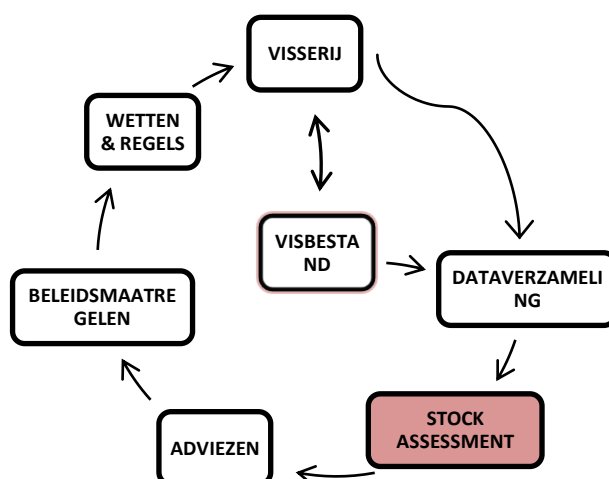 VISSERIJ
WETTEN
& REGELS
VISBESTA
ND
DATAVERZAMELI
NG
BELEIDSMAATRE
GELEN
STOCK
ASSESSMENT
ADVIEZEN